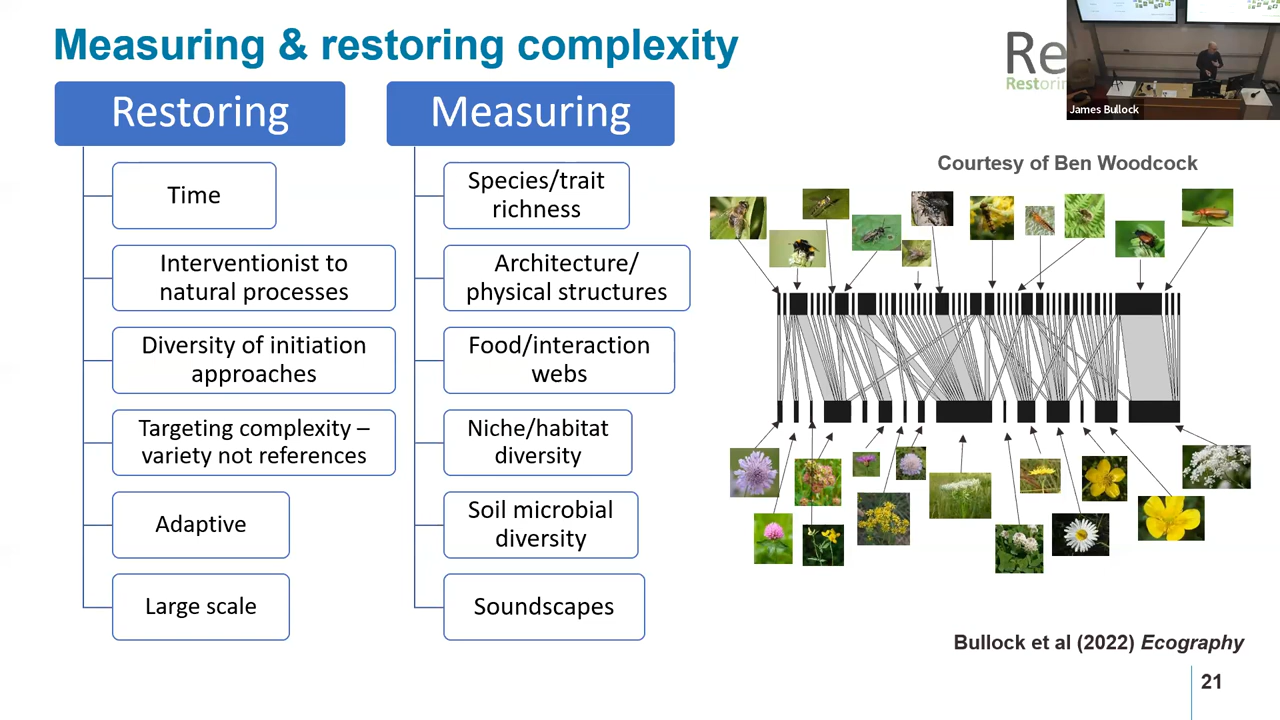 Measuring & restoring complexity
Restoring
Time
Interventionist to
natural processes
Diversity of initiation
approaches
Targeting complexity –
variety not references
Adaptive
Large scale
Measuring
Species/trait
richness
Architecture/
physical structures
Food/interaction
webs
Niche/habitat
diversity
Soil microbial
diversity
Soundscapes
James Bullock
Courtesy of Ben Woodcock
Bullock et al (2022) Ecography
21